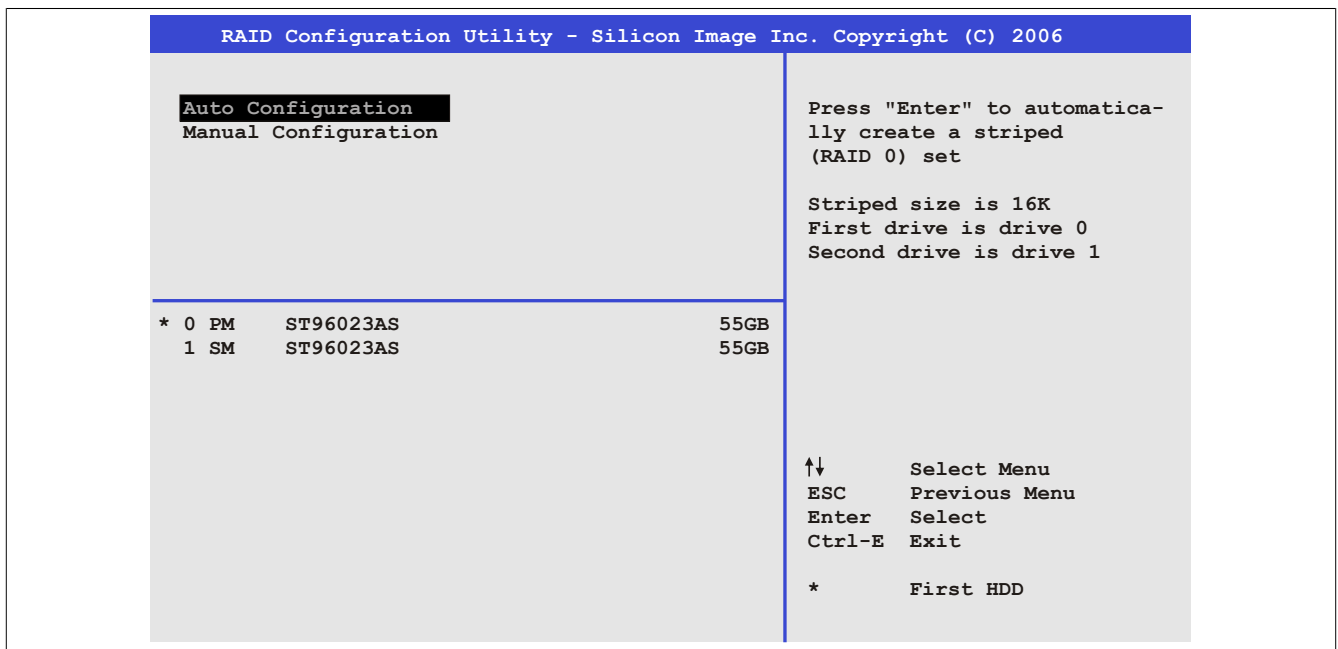 RAID Configuration Utility - Silicon Image Inc. Copyright (C) 2006
Auto Configuration
Manual Configuration
Press "Enter" to automatica-
lly create a striped
(RAID 0) set
Striped size is 16K
First drive is drive 0
Second drive is drive 1
* 0 PM ST96023AS 55GB
1 SM ST96023AS 55GB
↑↓ Select Menu
ESC Previous Menu
Enter Select
Ctrl-E Exit
* First HDD